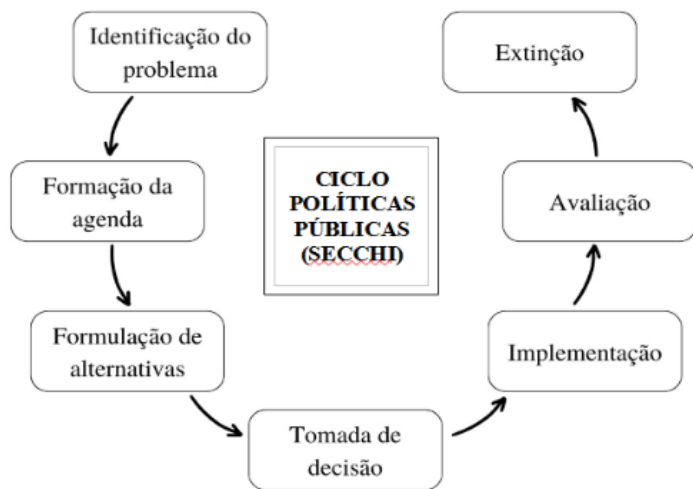 Identificação do
problema
Formação da
agenda
Formulação de
alternativas
Tomada de
decisão
Implementação
Avaliação
Extinção
CICLO
POLÍTICAS
PÚBLICAS
(SECCHI)